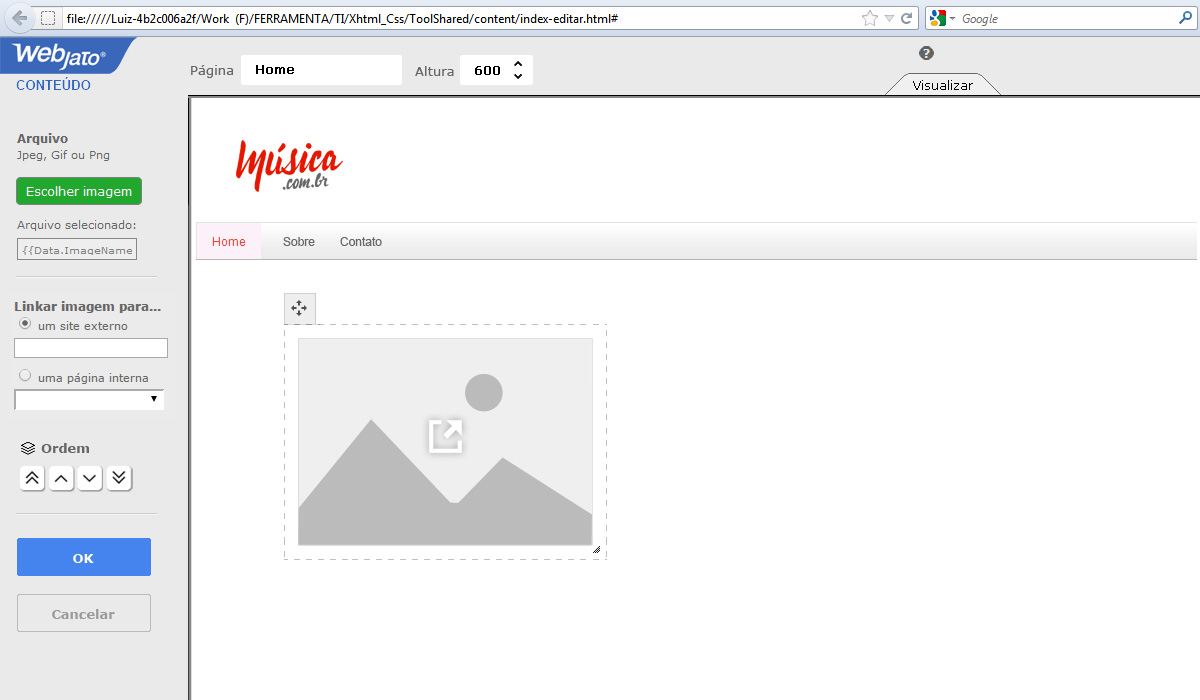 file://///Luiz-4b2c006a2f/Work (F)/FERRAMENTA/TI/Xhtml_Css/ToolShared/content/index-editar.html#
Google
WebJato®
CONTEÚDO
Página
Home
Altura
600
?
Visualizar
Arquivo
Jpeg, Gif ou Png
Escolher imagem
Arquivo selecionado:
{{Data.ImageName
Linkar imagem para...
um site externo
uma página interna
Ordem
OK
Cancelar
Música
.com.br
Home
Sobre
Contato